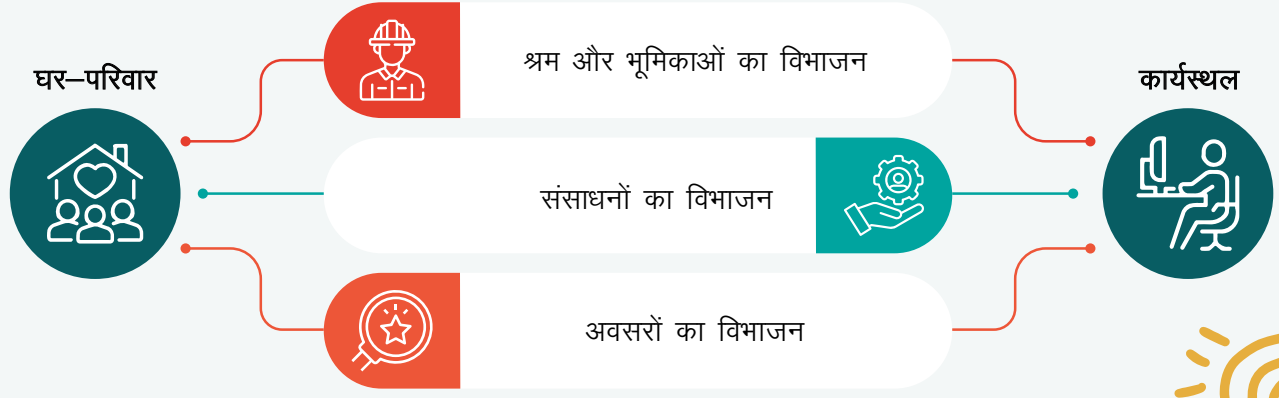 घर–परिवार
श्रम और भूमिकाओं का विभाजन
कार्यस्थल
संसाधनों का विभाजन
अवसरों का विभाजन